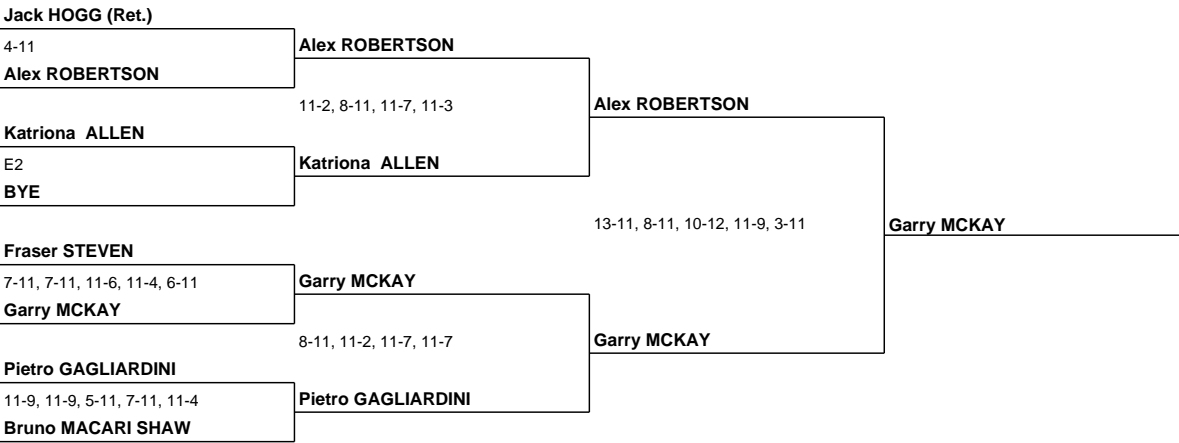 Jack HOGG (Ret.)
4-11
Alex ROBERTSON
Alex ROBERTSON
11-2, 8-11, 11-7, 11-3
Alex ROBERTSON
Katriona ALLEN
E2
Katriona ALLEN
BYE
13-11, 8-11, 10-12, 11-9, 3-11
Garry MCKAY
Fraser STEVEN
7-11, 7-11, 11-6, 11-4, 6-11
Garry MCKAY
Garry MCKAY
8-11, 11-2, 11-7, 11-7
Garry MCKAY
Pietro GAGLIARDINI
11-9, 11-9, 5-11, 7-11, 11-4
Pietro GAGLIARDINI
Bruno MACARI SHAW